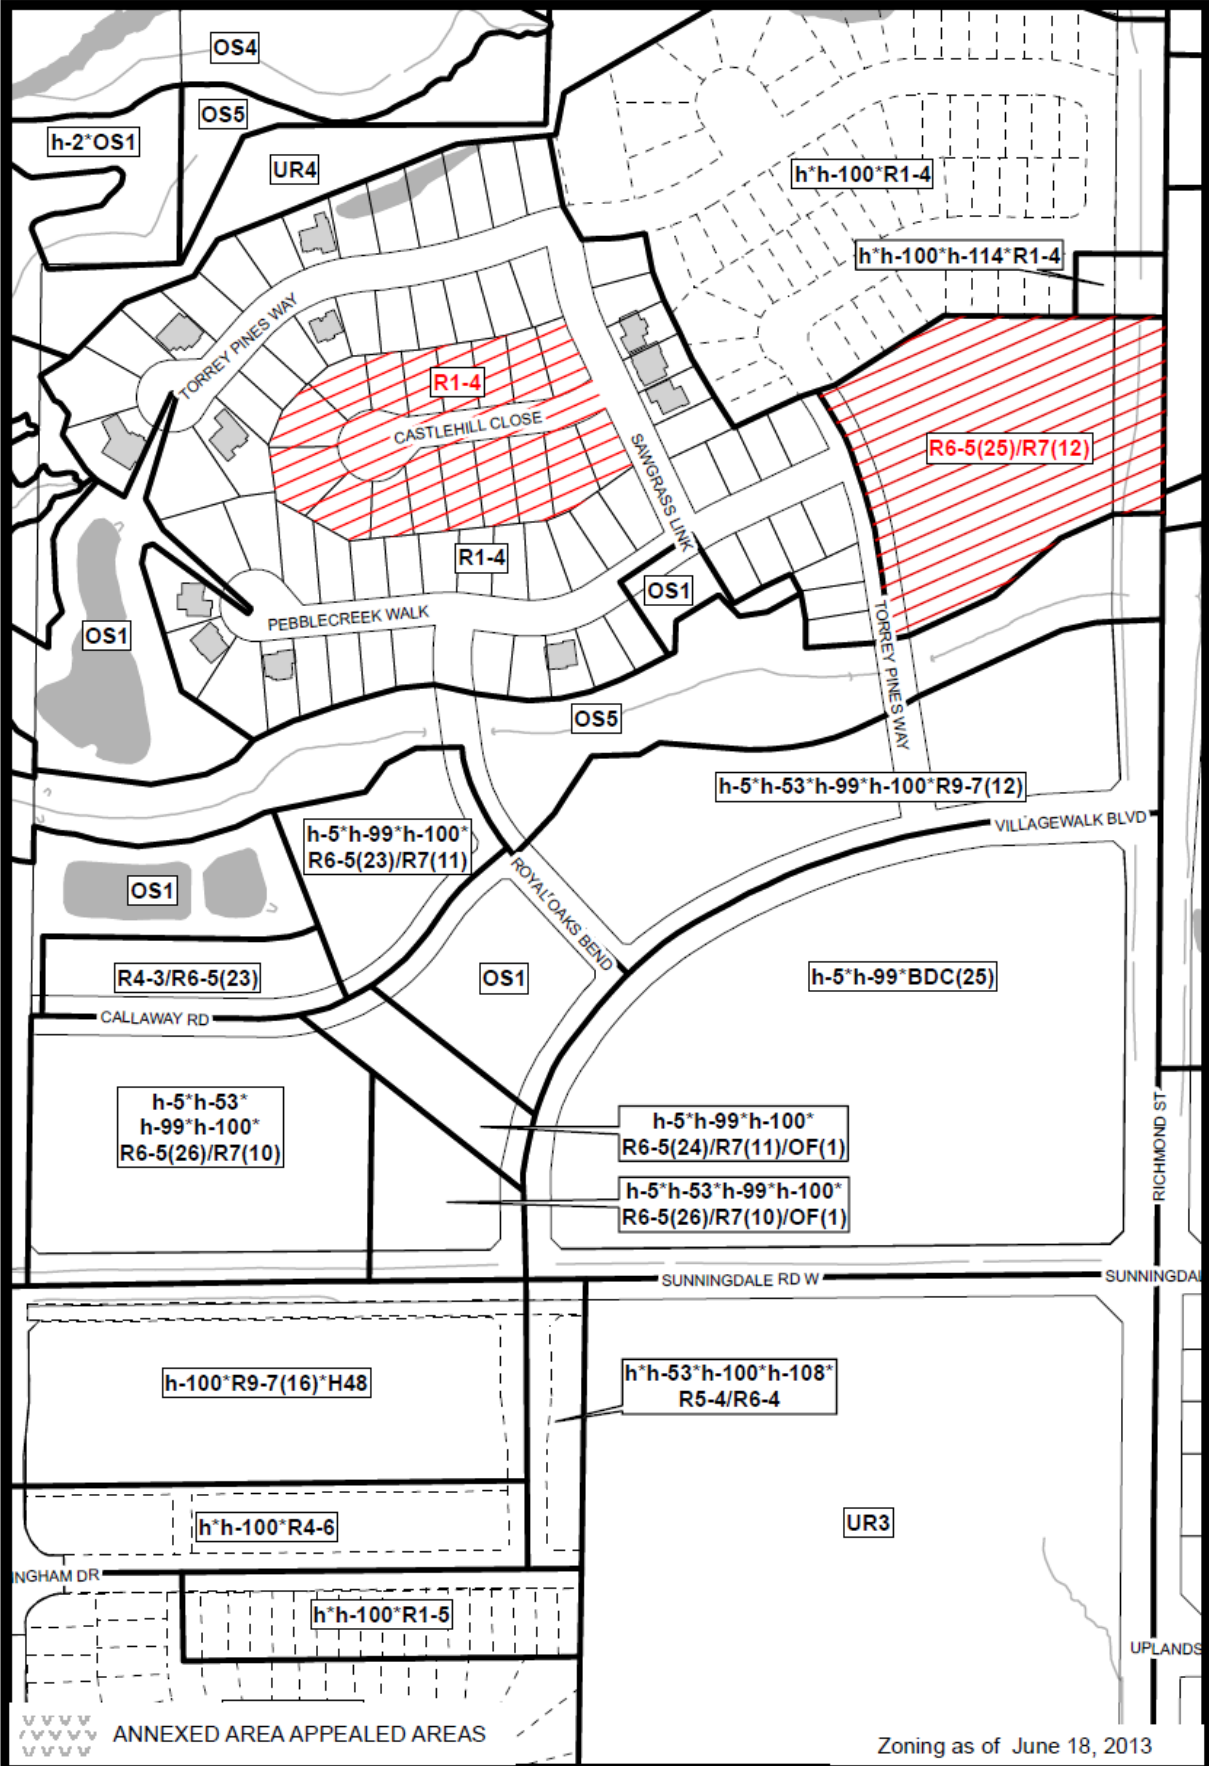 OS4
OS5
h-2*OS1
UR4
h*h-100*R1-4
h*h-100*h-114*R1-4
TORREY PINES WAY
R1-4
CASTLEHILL CLOSE
SAWGRASS LINK
R6-5(25)/R7(12)
R1-4
OS1
PEBBLECREEK WALK
OS1
TORREY PINES WAY
OS5
h-5*h-53*h-99*h-100*R9-7(12)
VILLAGEWALK BLVD
h-5*h-99*h-100*
R6-5(23)/R7(11)
OS1
ROYAL OAKS BEND
R4-3/R6-5(23)
OS1
h-5*h-99*BDC(25)
CALLAWAY RD
h-5*h-53*
h-99*h-100*
R6-5(26)/R7(10)
h-5*h-99*h-100*
R6-5(24)/R7(11)/OF(1)
h-5*h-53*h-99*h-100*
R6-5(26)/R7(10)/OF(1)
RICHMOND ST
SUNNINGDALE RD W
SUNNINGDAL
h-100*R9-7(16)*H48
h*h-53*h-100*h-108*
R5-4/R6-4
h*h-100*R4-6
UR3
INGHAM DR
h*h-100*R1-5
UPLANDS
ANNEXED AREA APPEALED AREAS
Zoning as of June 18, 2013